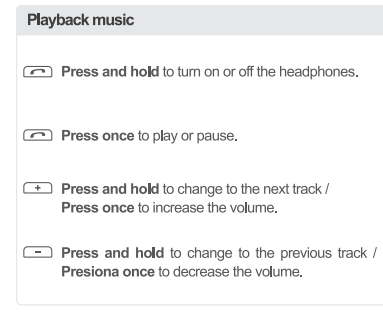 Playback music
Press and hold to turn on or off the headphones.
Press once to play or pause.
+ Press and hold to change to the next track /
Press once to increase the volume.
- Press and hold to change to the previous track /
Presiona once to decrease the volume.